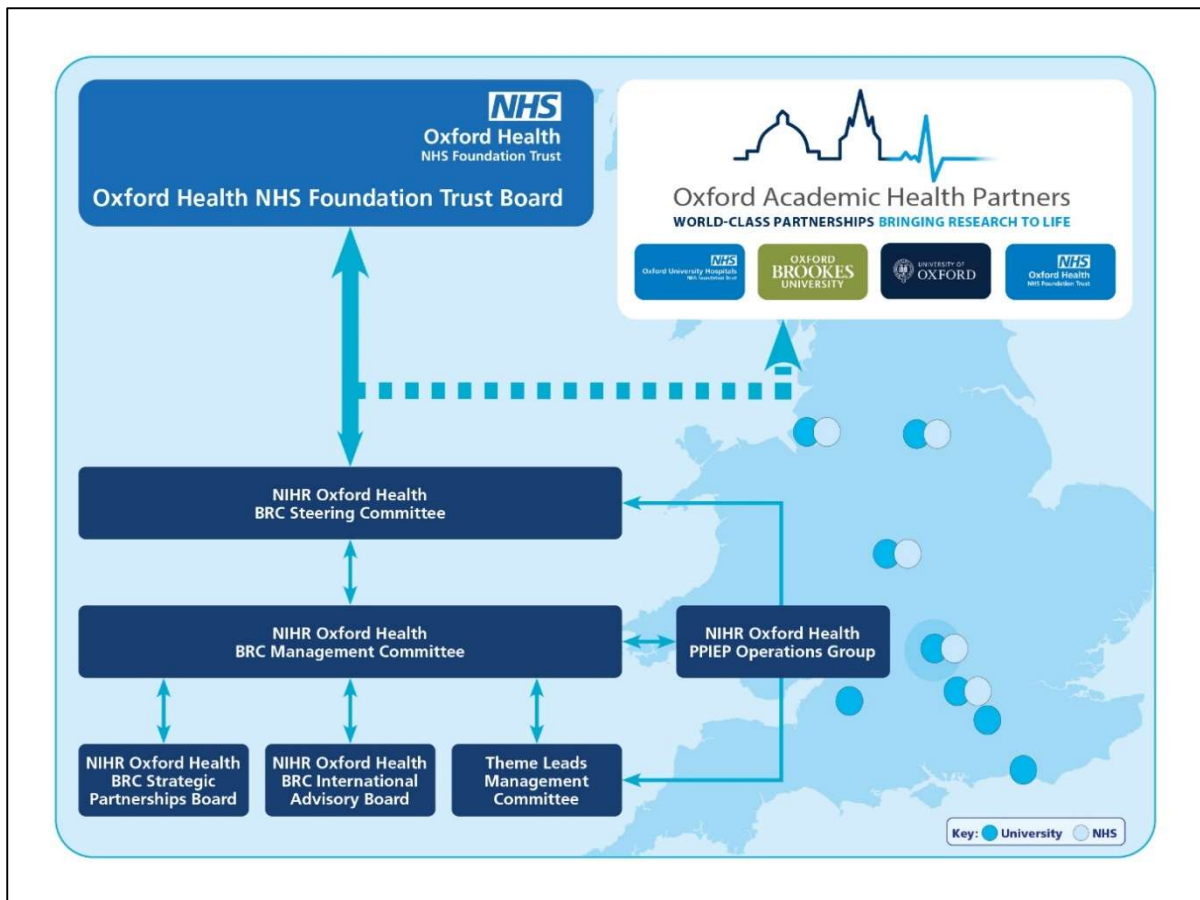 NHS
Oxford Health
NHS Foundation Trust
Oxford Health NHS Foundation Trust Board
Oxford Academic Health Partners
WORLD-CLASS PARTNERSHIPS BRINGING RESEARCH TO LIFE
NHS
Oxford University Hospitals
NHS Foundation Trust
OXFORD
BROOKES
UNIVERSITY
UNIVERSITY OF
OXFORD
NHS
Oxford Health
NHS Foundation Trust
NIHR Oxford Health
BRC Steering Committee
NIHR Oxford Health
BRC Management Committee
NIHR Oxford Health
PPIEP Operations Group
NIHR Oxford Health
BRC Strategic
Partnerships Board
NIHR Oxford Health
BRC International
Advisory Board
Theme Leads
Management
Committee
Key: University NHS